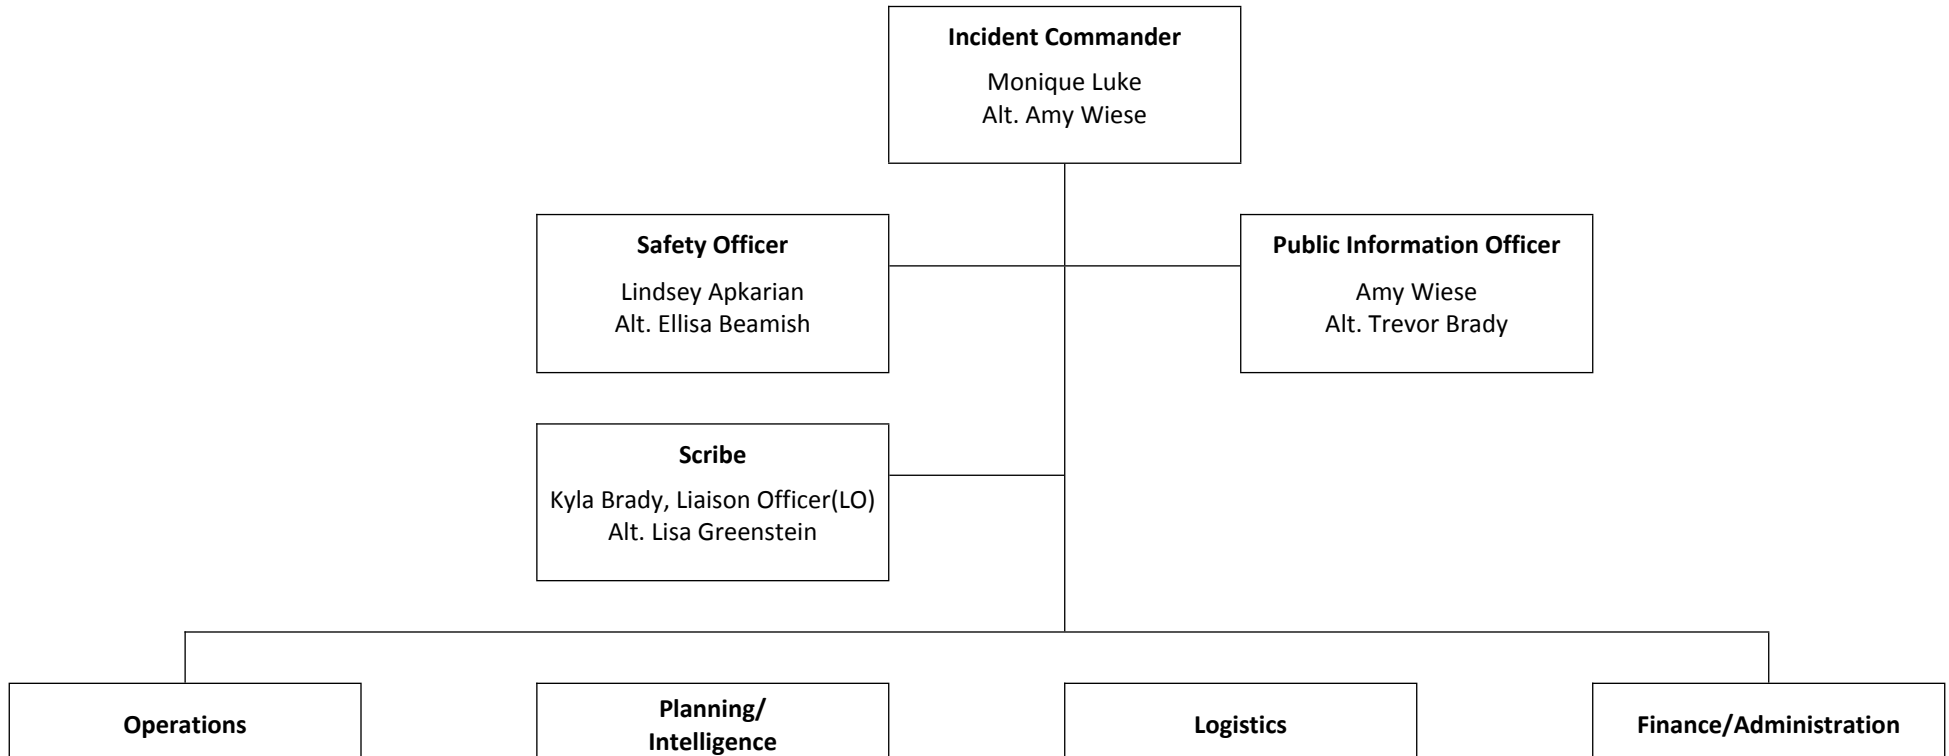 Incident Commander
Monique Luke
Alt. Amy Wiese
Safety Officer
Lindsey Apkarian
Alt. Ellisa Beamish
Public Information Officer
Amy Wiese
Alt. Trevor Brady
Scribe
Kyla Brady, Liaison Officer(LO)
Alt. Lisa Greenstein
Operations
Planning/
Intelligence
Logistics
Finance/Administration